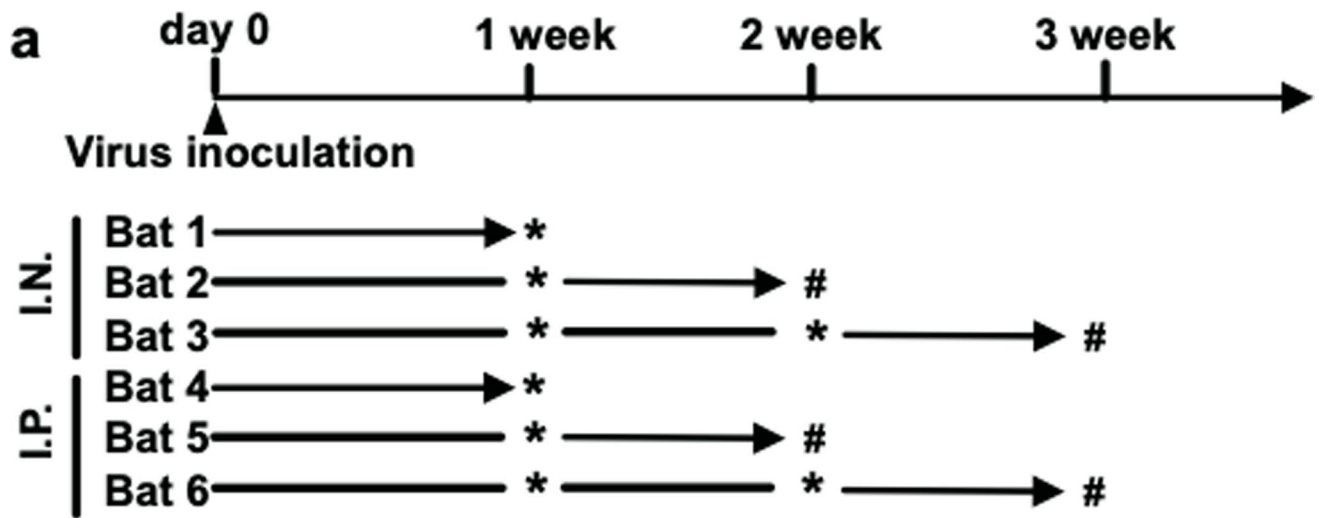 a
day 0 1 week 2 week 3 week
Virus inoculation
I.N.
Bat 1 *
Bat 2 * #
Bat 3 * * #
I.P.
Bat 4 *
Bat 5 * #
Bat 6 * * #